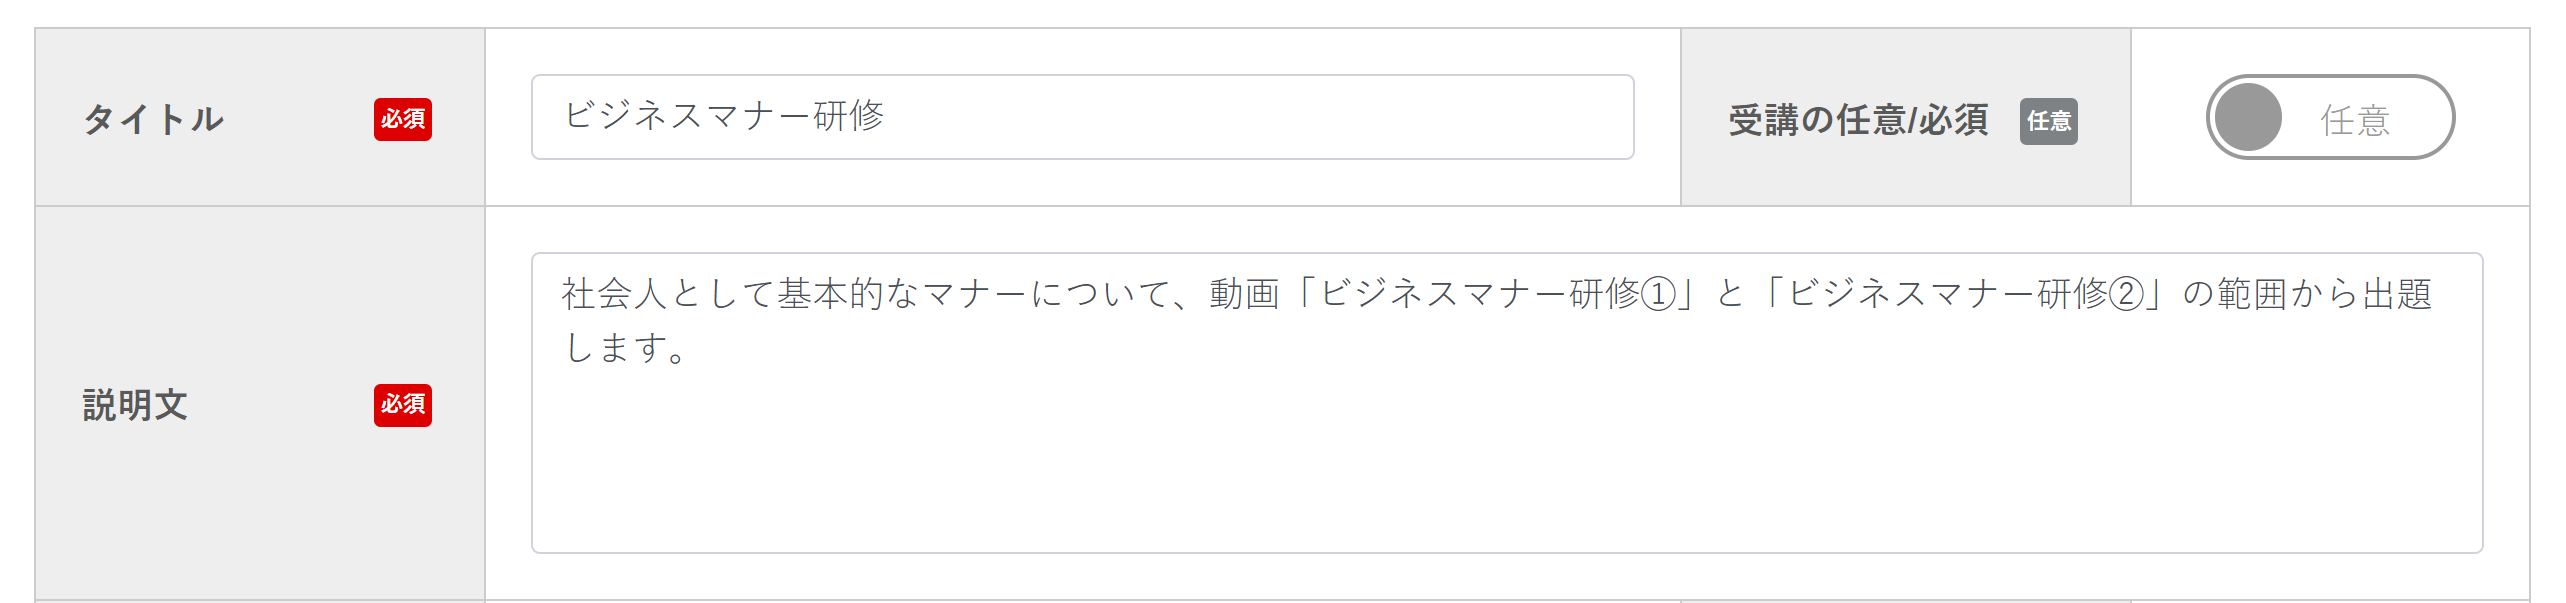 タイトル 必須 ビジネスマナー研修 受講の任意/必須 任意 任意
社会人として基本的なマナーについて、動画「ビジネスマナー研修①」と「ビジネスマナー研修②」の範囲から出題
します。
説明文 必須